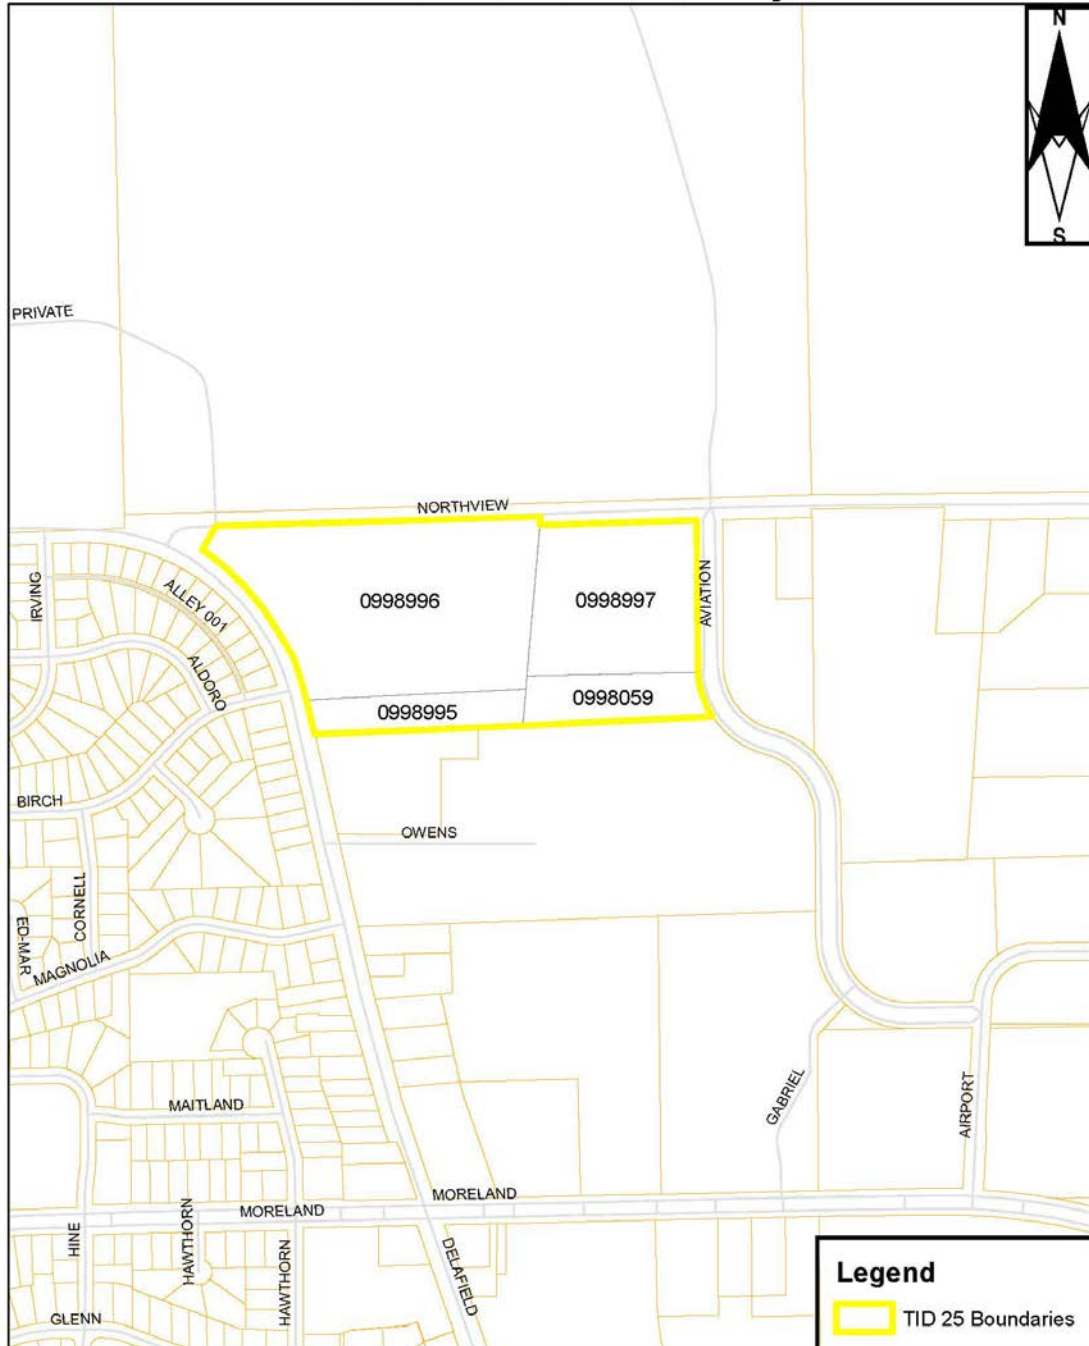 N
S
PRIVATE
NORTHVIEW
IRVING
ALLEY 001
0998996
0998997
AVIATION
ALDORO
0998995
0998059
BIRCH
OWENS
CORNELL
ED-MAR
MAGNOLIA
MAITLAND
GABRIEL
AIRPORT
MORELAND
MORELAND
HINE
HAWTHORN
HAWTHORN
DELAFIELD
GLENN
Legend
TID 25 Boundaries